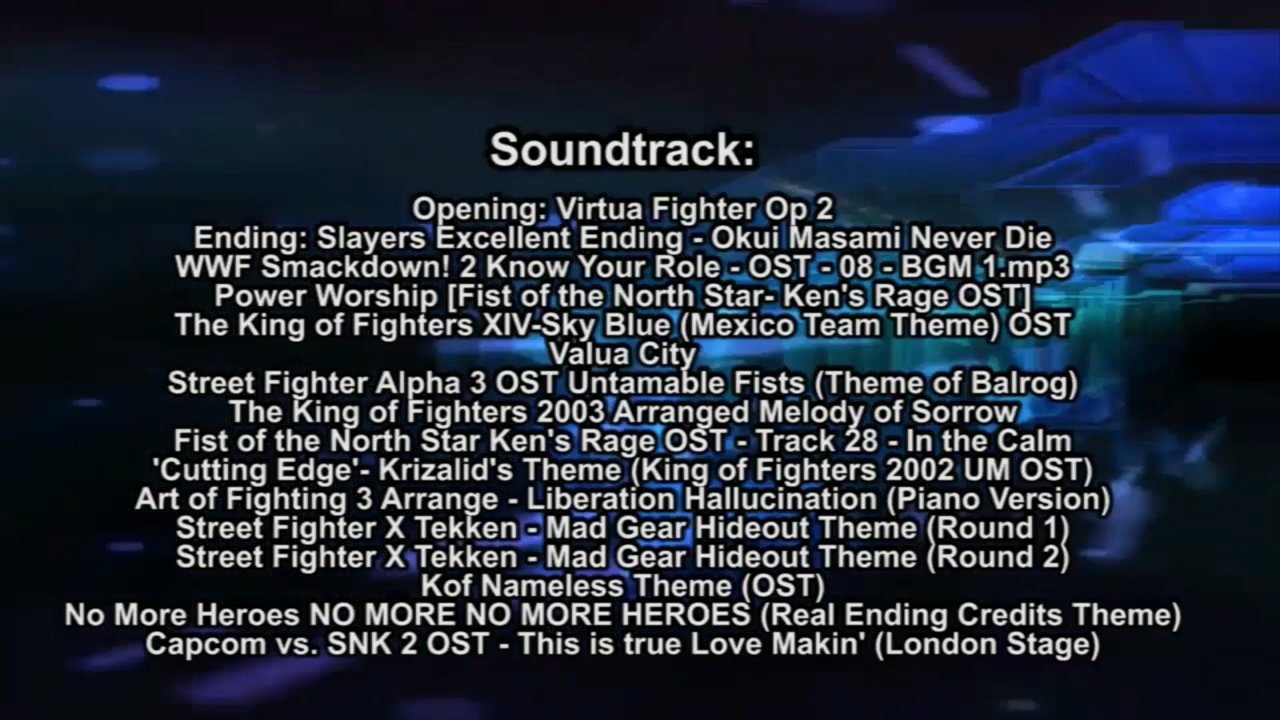 Soundtrack:
Opening: Virtua Fighter Op 2
Ending: Slayers Excellent Ending - Okui Masami Never Die
WWF Smackdown! 2 Know Your Role - OST - 08 - BGM 1.mp3
Power Worship [Fist of the North Star- Ken's Rage OST]
The King of Fighters XIV-Sky Blue (Mexico Team Theme) OST
Valua City
Street Fighter Alpha 3 OST Untamable Fists (Theme of Balrog)
The King of Fighters 2003 Arranged Melody of Sorrow
Fist of the North Star Ken's Rage OST - Track 28 - In the Calm
'Cutting Edge'- Krizalid's Theme (King of Fighters 2002 UM OST)
Art of Fighting 3 Arrange - Liberation Hallucination (Piano Version)
Street Fighter X Tekken - Mad Gear Hideout Theme (Round 1)
Street Fighter X Tekken - Mad Gear Hideout Theme (Round 2)
Kof Nameless Theme (OST)
No More Heroes NO MORE NO MORE HEROES (Real Ending Credits Theme)
Capcom vs. SNK 2 OST - This is true Love Makin' (London Stage)